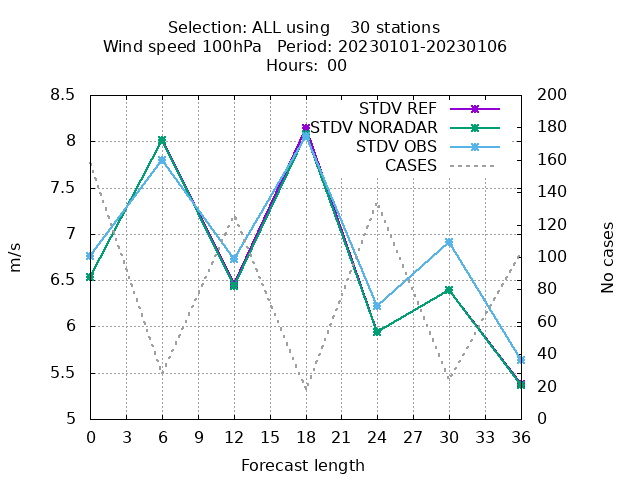 Selection: ALL using    30 stations
Wind speed 100hPa   Period: 20230101-20230106
Hours: 00
STDV REF
STDV NORADAR
STDV OBS
CASES
8.5
8
7.5
7
6.5
6
5.5
5
m/s
200
180
160
140
120
100
80
60
40
20
0
No cases
0 3 6 9 12 15 18 21 24 27 30 33 36
Forecast length